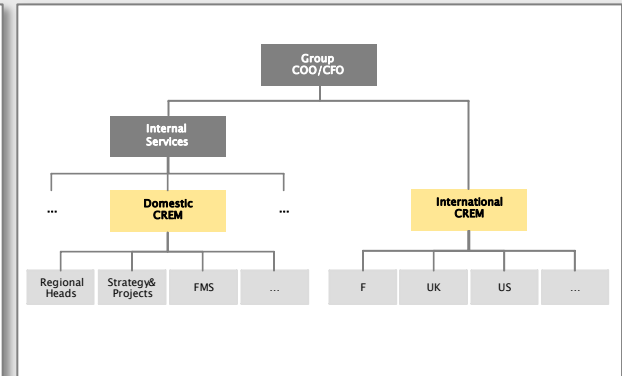 Group
COO/CFO
Internal
Services
...
Domestic
CREM
...
International
CREM
Regional
Heads
Strategy&
Projects
FMS
...
F
UK
US
...